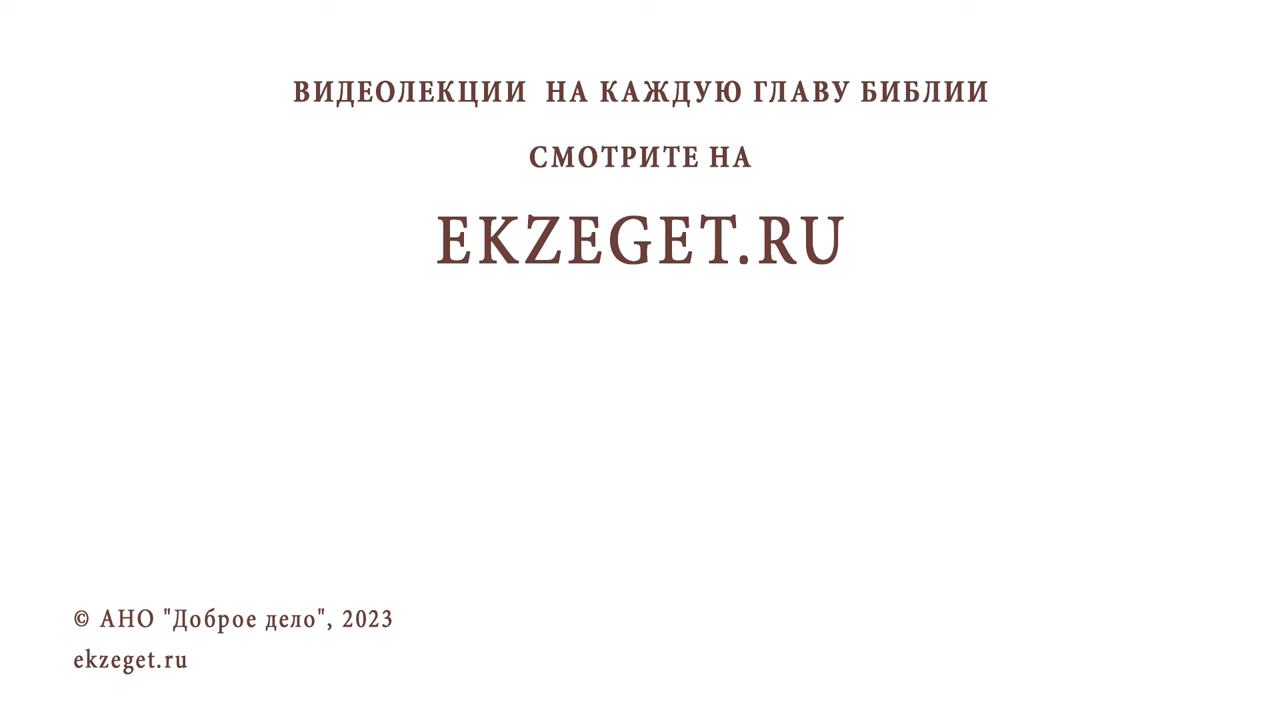 ВИДЕОЛЕКЦИИ НА КАЖДУЮ ГЛАВУ БИБЛИИ
СМОТРИТЕ НА
EKZEGET.RU
© АНО "Доброе дело", 2023
ekzeget.ru